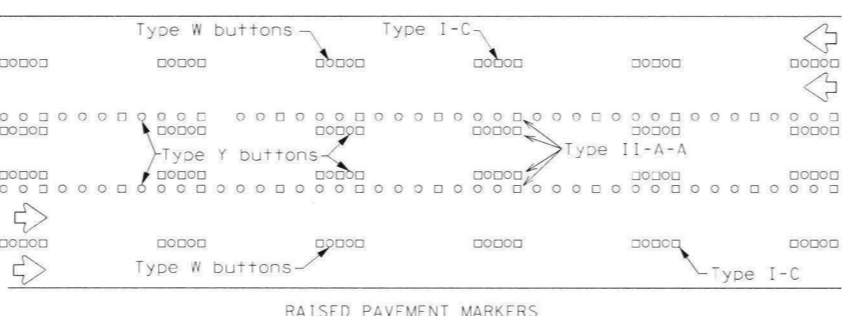 Type W buttons
Type I-C
Type Y buttons
Type II-A-A
Type W buttons
Type I-C
RAISED PAVEMENT MARKERS